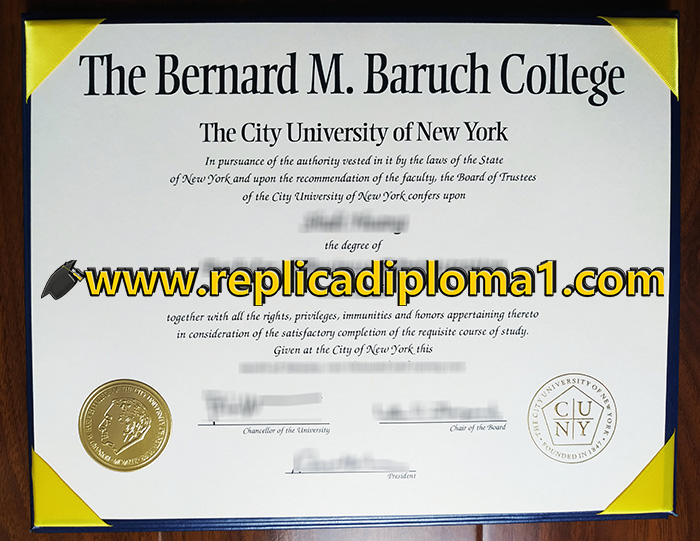 The Bernard M. Baruch College
The City University of New York
In pursuance of the authority vested in it by the laws of the State
of New York and upon the recommendation of the faculty, the Board of Trustees
of the City University of New York confers upon
the degree of
www.replicadiploma1.com
together with all the rights, privileges, immunities and honors appertaining thereto
in consideration of the satisfactory completion of the requisite course of study.
Given at the City of New York this
Chancellor of the University
Chair of the Board
President
THE CITY UNIVERSITY OF NEW YORK
CU
NY
FOUNDED IN 1847